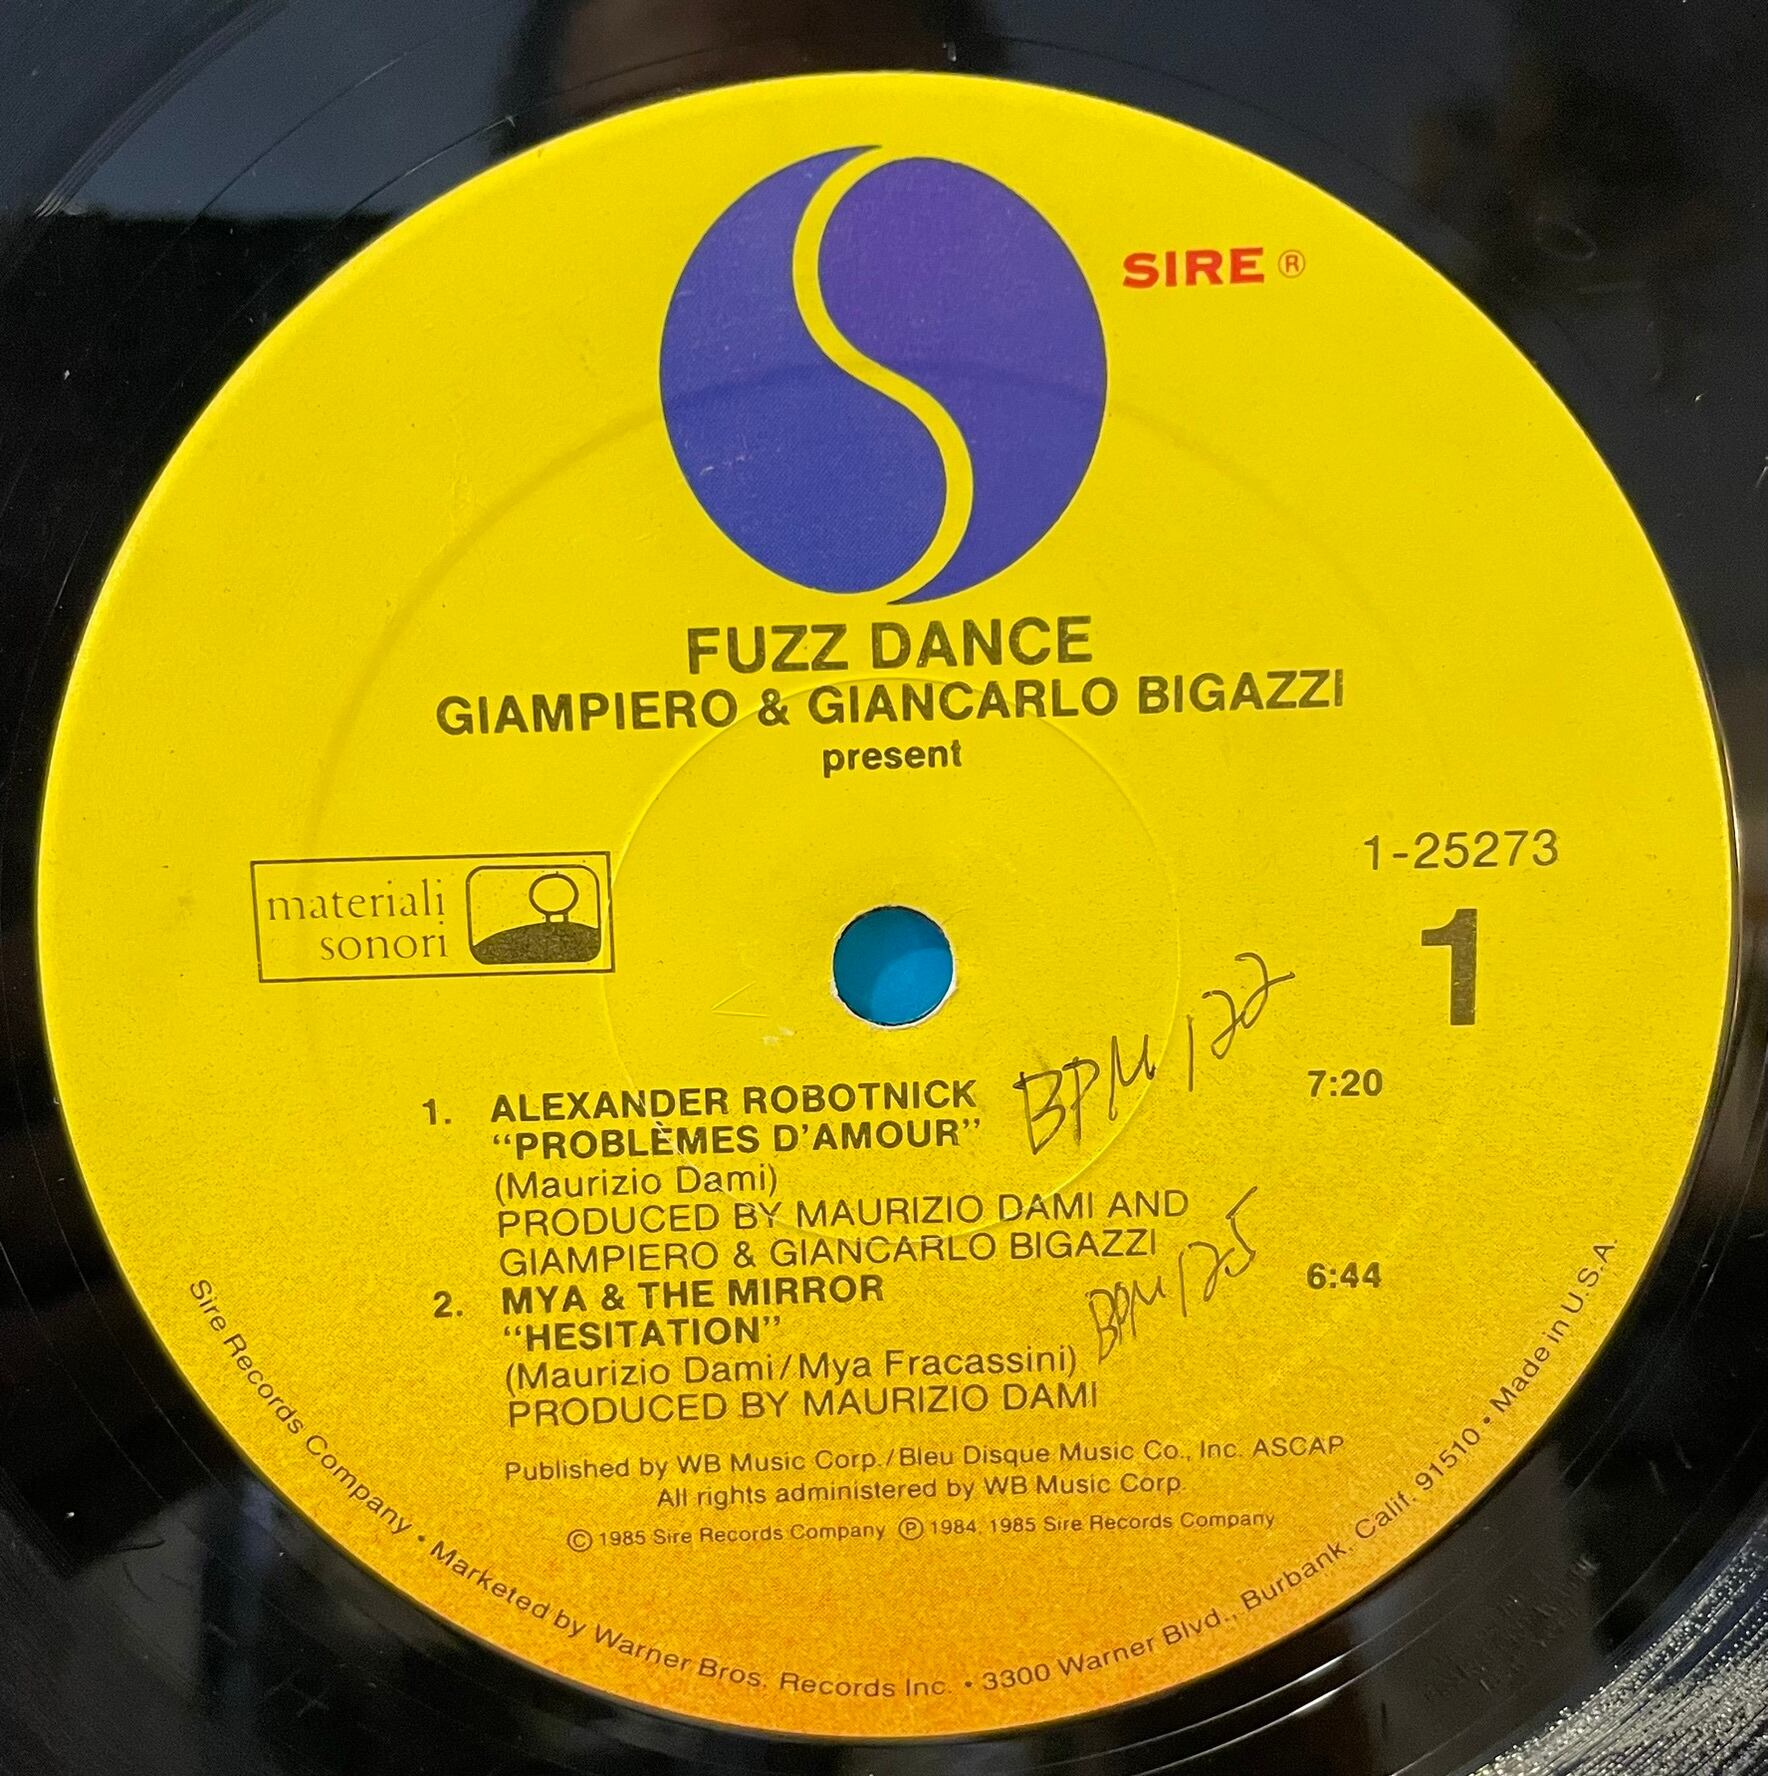 SIRE ®
FUZZ DANCE
GIAMPIERO & GIANCARLO BIGAZZI
present
materiali
sonori
1-25273
1
1. ALEXANDER ROBOTNICK BPM 122 7:20
"PROBLÈMES D'AMOUR"
(Maurizio Dami)
PRODUCED BY MAURIZIO DAMI AND
GIAMPIERO & GIANCARLO BIGAZZI
2. MYA & THE MIRROR BPM 125 6:44
"HESITATION"
(Maurizio Dami/Mya Fracassini)
PRODUCED BY MAURIZIO DAMI
Published by WB Music Corp./Bleu Disque Music Co., Inc. ASCAP
All rights administered by WB Music Corp.
© 1985 Sire Records Company ℗ 1984, 1985 Sire Records Company
Sire Records Company • Marketed by Warner Bros. Records Inc. • 3300 Warner Blvd., Burbank, Calif. 91510 • Made in U.S.A.